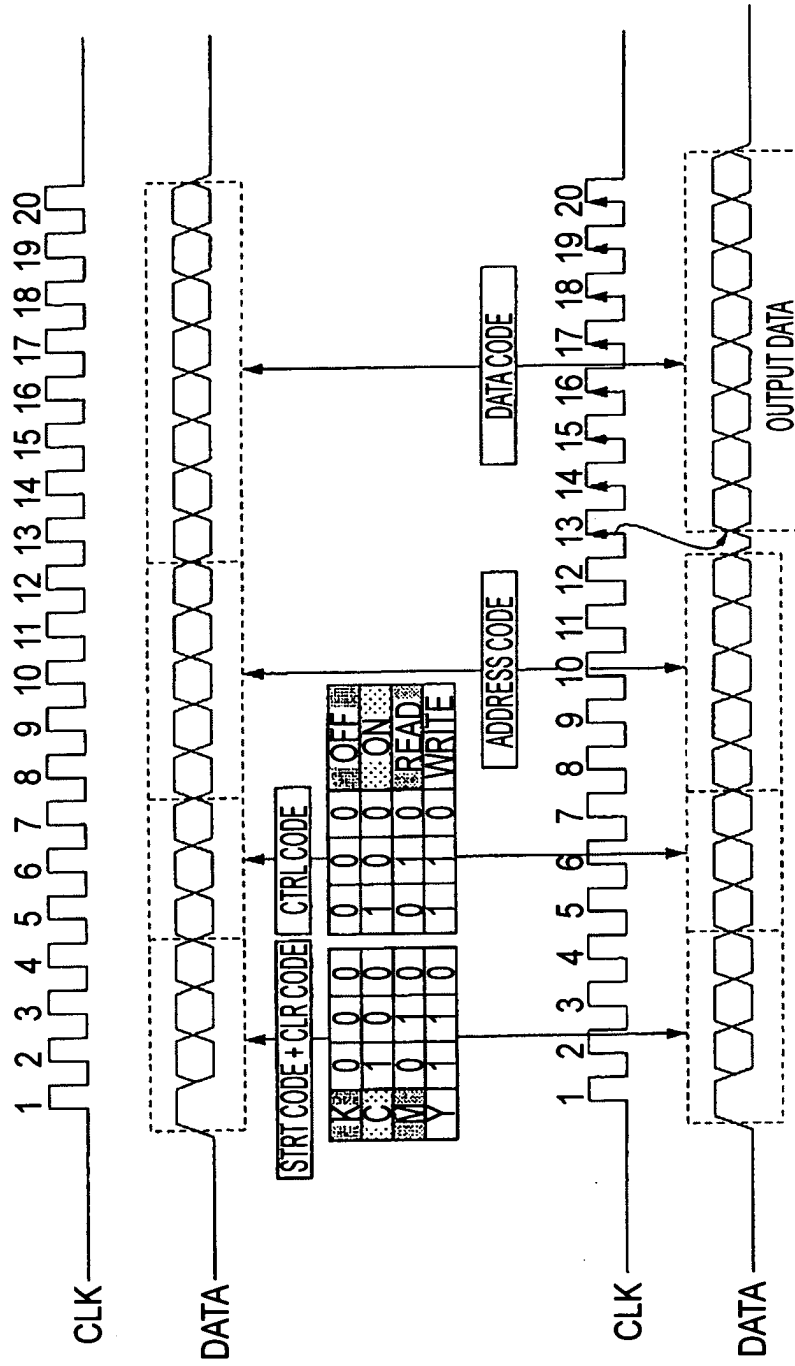 1 2 3 4 5 6 7 8 9 10 11 12 13 14 15 16 17 18 19 20
CLK
DATA
STRT CODE + CLR CODE
K 0 0 0
C 1 0 0
M 0 1 0
Y 1 1 0
CTRL CODE
0 0 0 OFF
1 0 0 ON
0 1 0 READ
1 1 0 WRITE
ADDRESS CODE
DATA CODE
1 2 3 4 5 6 7 8 9 10 11 12 13 14 15 16 17 18 19 20
CLK
DATA
OUTPUT DATA